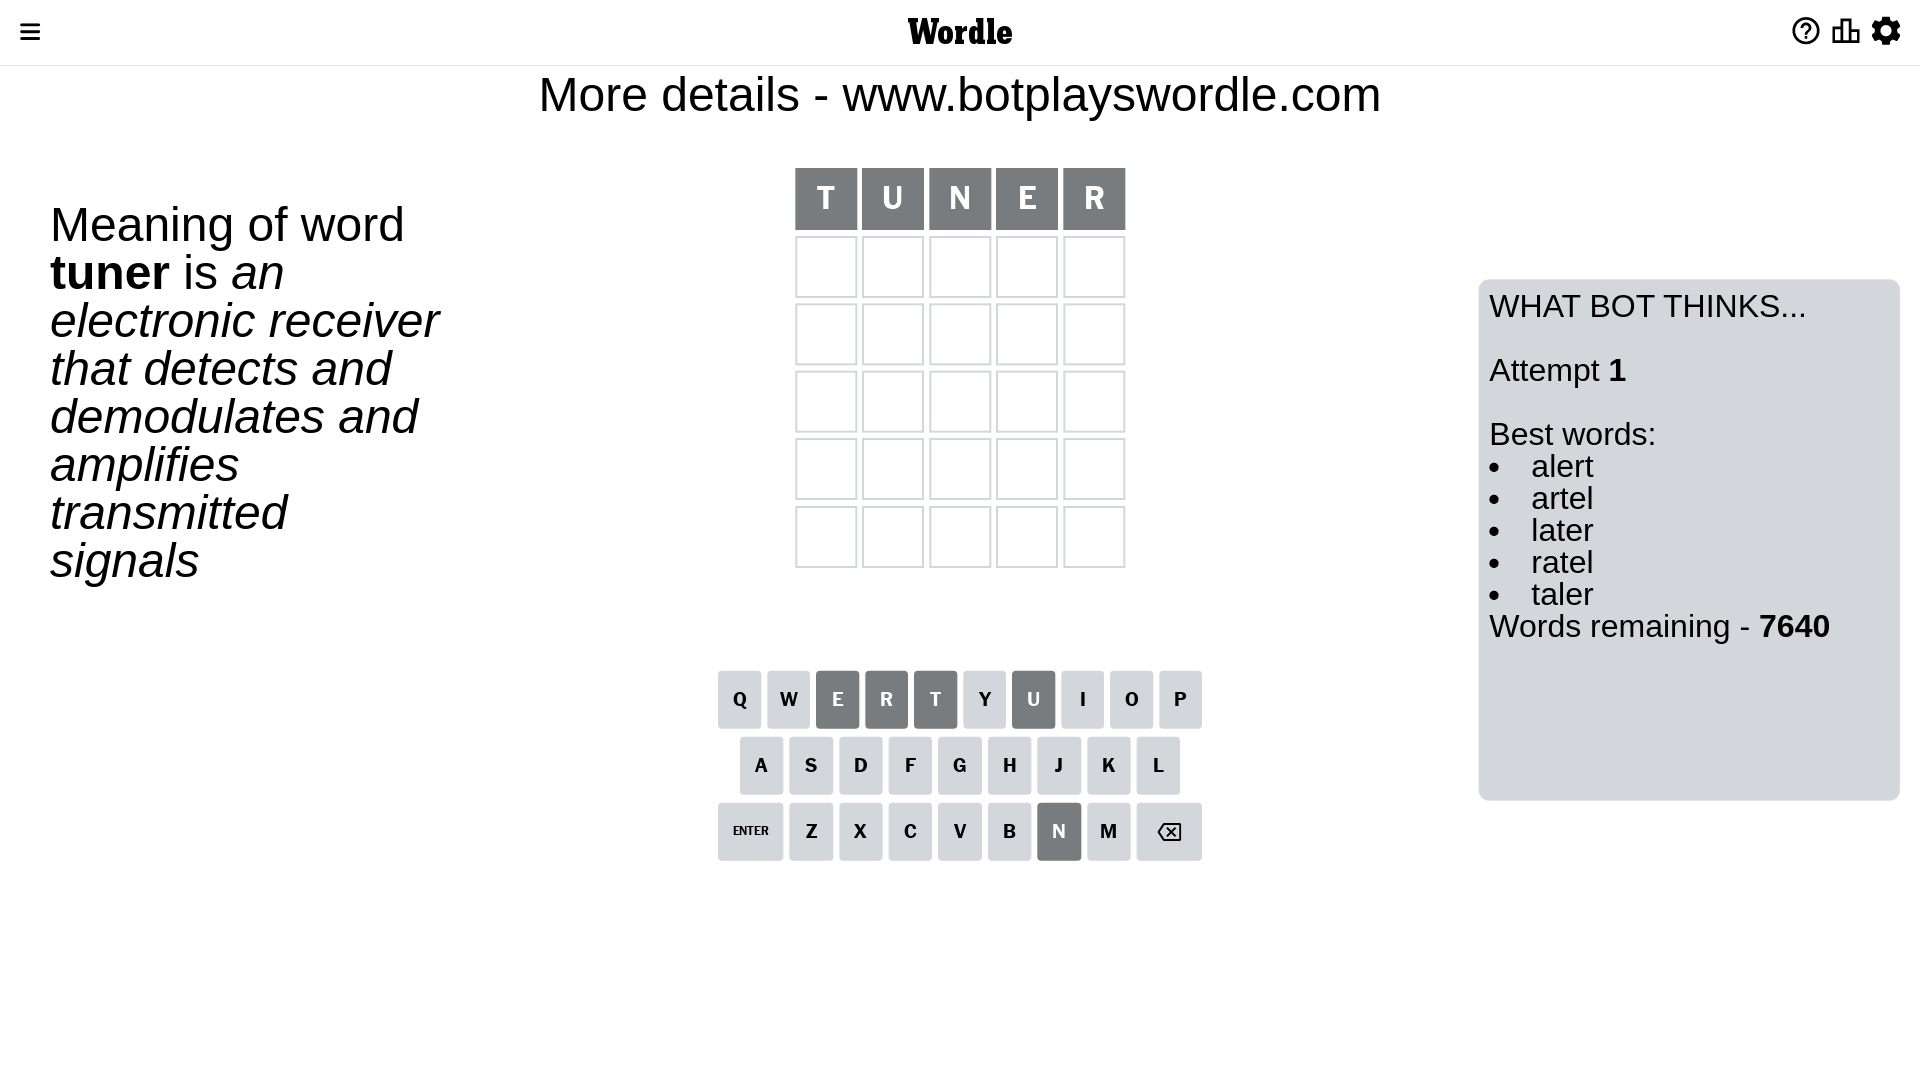 Wordle
More details - www.botplayswordle.com
Meaning of word
tuner is an
electronic receiver
that detects and
demodulates and
amplifies
transmitted
signals
T U N E R
WHAT BOT THINKS...
Attempt 1
Best words:
• alert
• artel
• later
• ratel
• taler
Words remaining - 7640
Q W E R T Y U I O P
A S D F G H J K L
ENTER Z X C V B N M